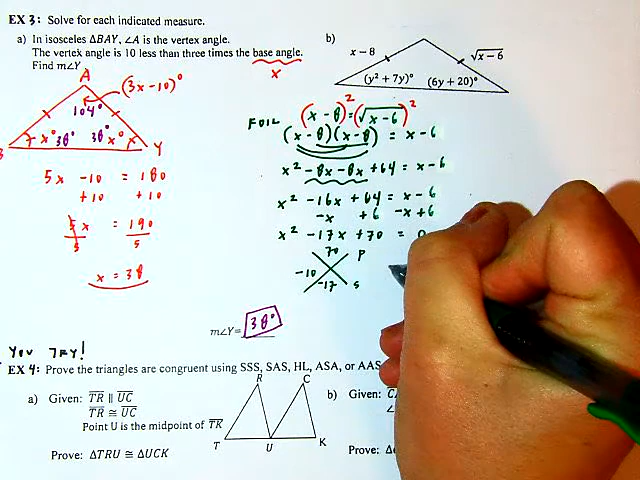 EX 3: Solve for each indicated measure.
a) In isosceles ΔBAY, ∠A is the vertex angle.
The vertex angle is 10 less than three times the base angle.
Find m∠Y
x
A
(3x-10)°
104°
x° 38° 38° x°
Y
5x -10 = 180
+10 +10
5x = 190
5 5
x = 38
m∠Y= 38°
b)
x - 8
√x - 6
(y² + 7y)° (6y + 20)°
FOIL
(x - 8)² = (√x - 6)²
(x - 8)(x - 8) = x - 6
x² - 8x - 8x + 64 = x - 6
x² - 16x + 64 = x - 6
-x +6 -x +6
x² - 17x + 70 =
70 P
-10
-17 S
YOU TRY!
EX 4: Prove the triangles are congruent using SSS, SAS, HL, ASA, or AAS
a) Given: TR ∥ UC
TR ≅ UC
Point U is the midpoint of TK
Prove: ΔTRU ≅ ΔUCK
R C
T U K
b) Given:
Prove: